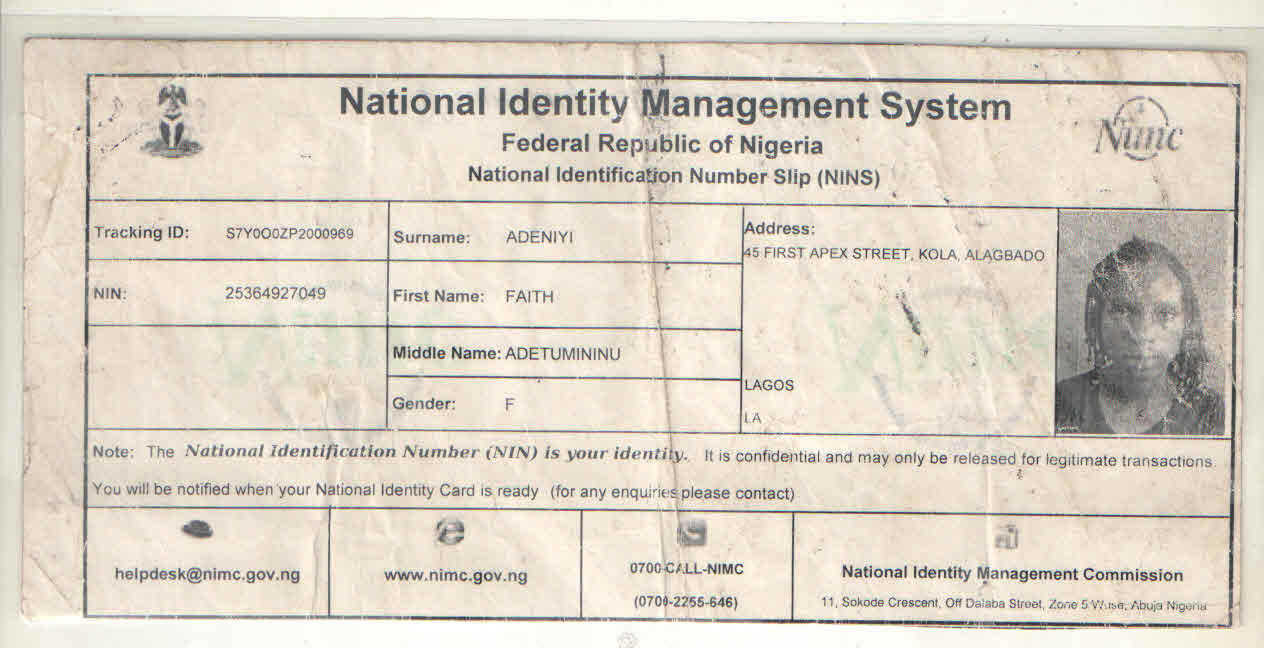 National Identity Management System
Federal Republic of Nigeria
National Identification Number Slip (NINS)
Nimc
Tracking ID: S7Y0O0ZP2000969
Surname: ADENIYI
Address:
45 FIRST APEX STREET, KOLA, ALAGBADO
NIN: 25364927049
First Name: FAITH
Middle Name: ADETUMININU
Gender: F
LAGOS
LA
Note: The National Identification Number (NIN) is your identity. It is confidential and may only be released for legitimate transactions.
You will be notified when your National Identity Card is ready (for any enquiries please contact)
helpdesk@nimc.gov.ng
www.nimc.gov.ng
0700-CALL-NIMC
(0700-2255-646)
National Identity Management Commission
11, Sokode Crescent, Off Dalaba Street, Zone 5 Wuse, Abuja Nigeria